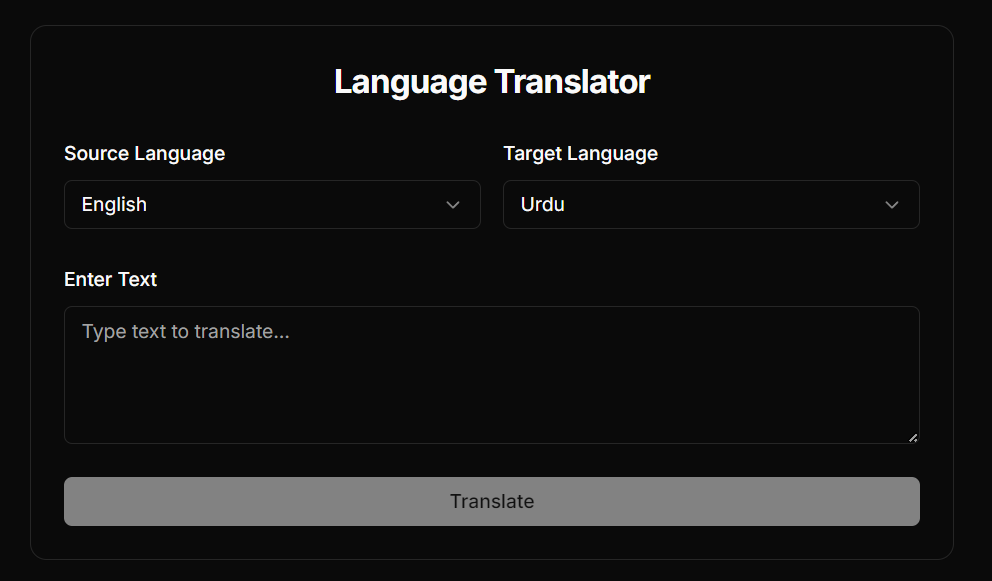 Language Translator
Source Language
Target Language
English
Urdu
Enter Text
Type text to translate...
Translate